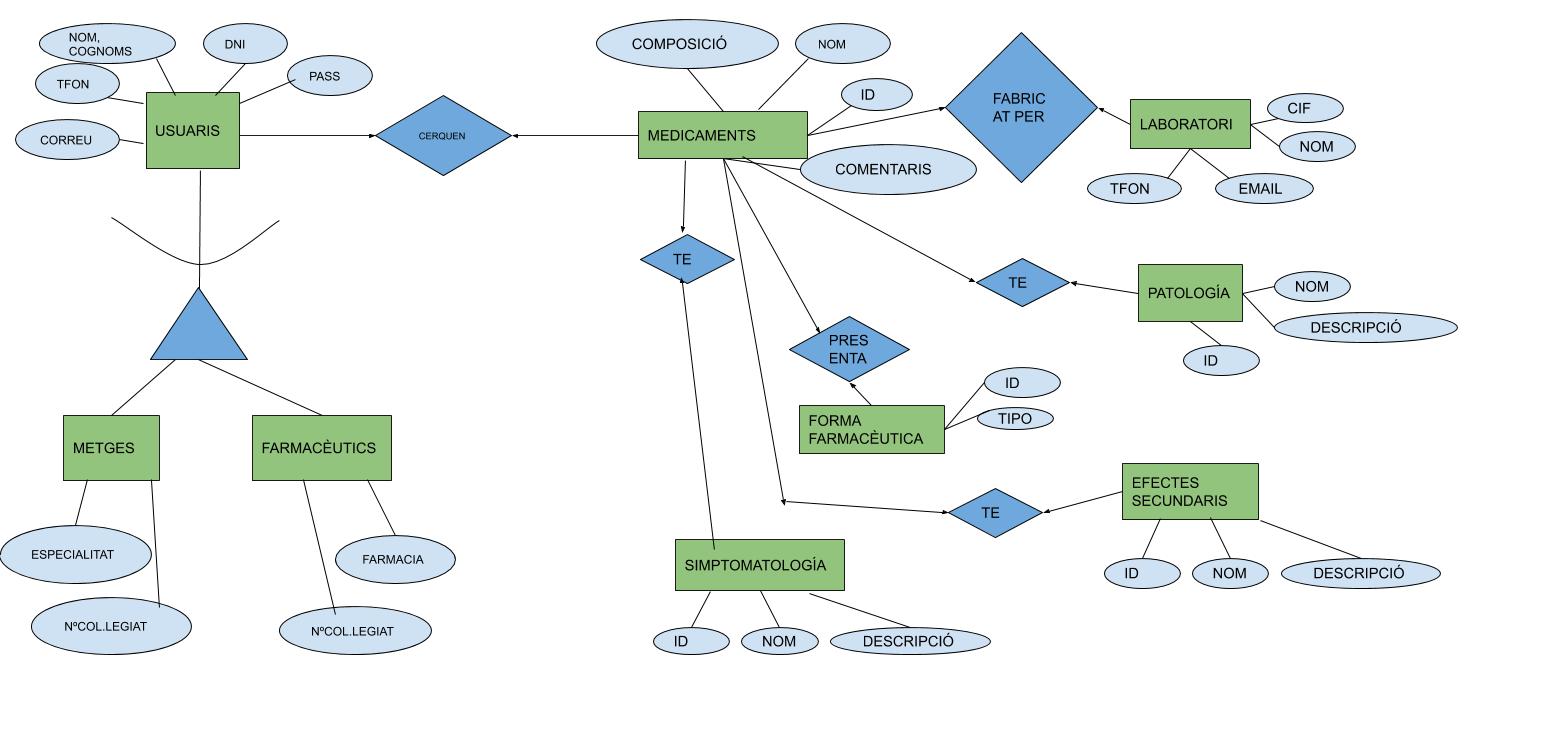 NOM,
COGNOMS
DNI
TFON
PASS
USUARIS
CORREU
CERQUEN
COMPOSICIÓ
NOM
ID
MEDICAMENTS
COMENTARIS
FABRIC
AT PER
LABORATORI
CIF
NOM
TFON
EMAIL
TE
TE
PATOLOGÍA
NOM
DESCRIPCIÓ
ID
PRES
ENTA
FORMA
FARMACÈUTICA
ID
TIPO
METGES
FARMACÈUTICS
ESPECIALITAT
NºCOL.LEGIAT
FARMACIA
NºCOL.LEGIAT
TE
EFECTES
SECUNDARIS
ID
NOM
DESCRIPCIÓ
SIMPTOMATOLOGÍA
ID
NOM
DESCRIPCIÓ